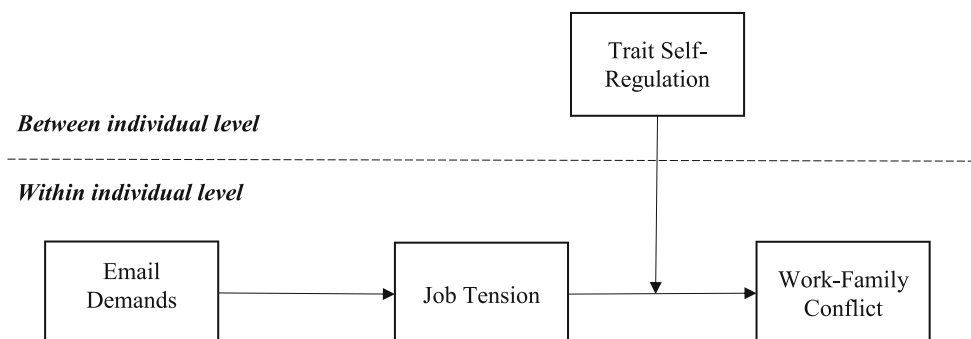 Trait Self-
Regulation
Between individual level
Within individual level
Email
Demands
Job Tension
Work-Family
Conflict